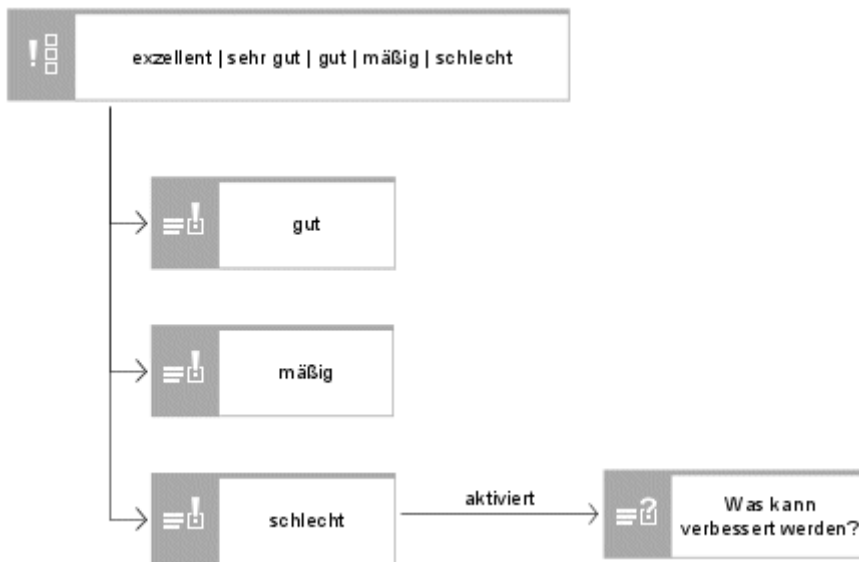 exzellent | sehr gut | gut | mäßig | schlecht
gut
mäßig
schlecht
aktiviert
Was kann
verbessert werden?